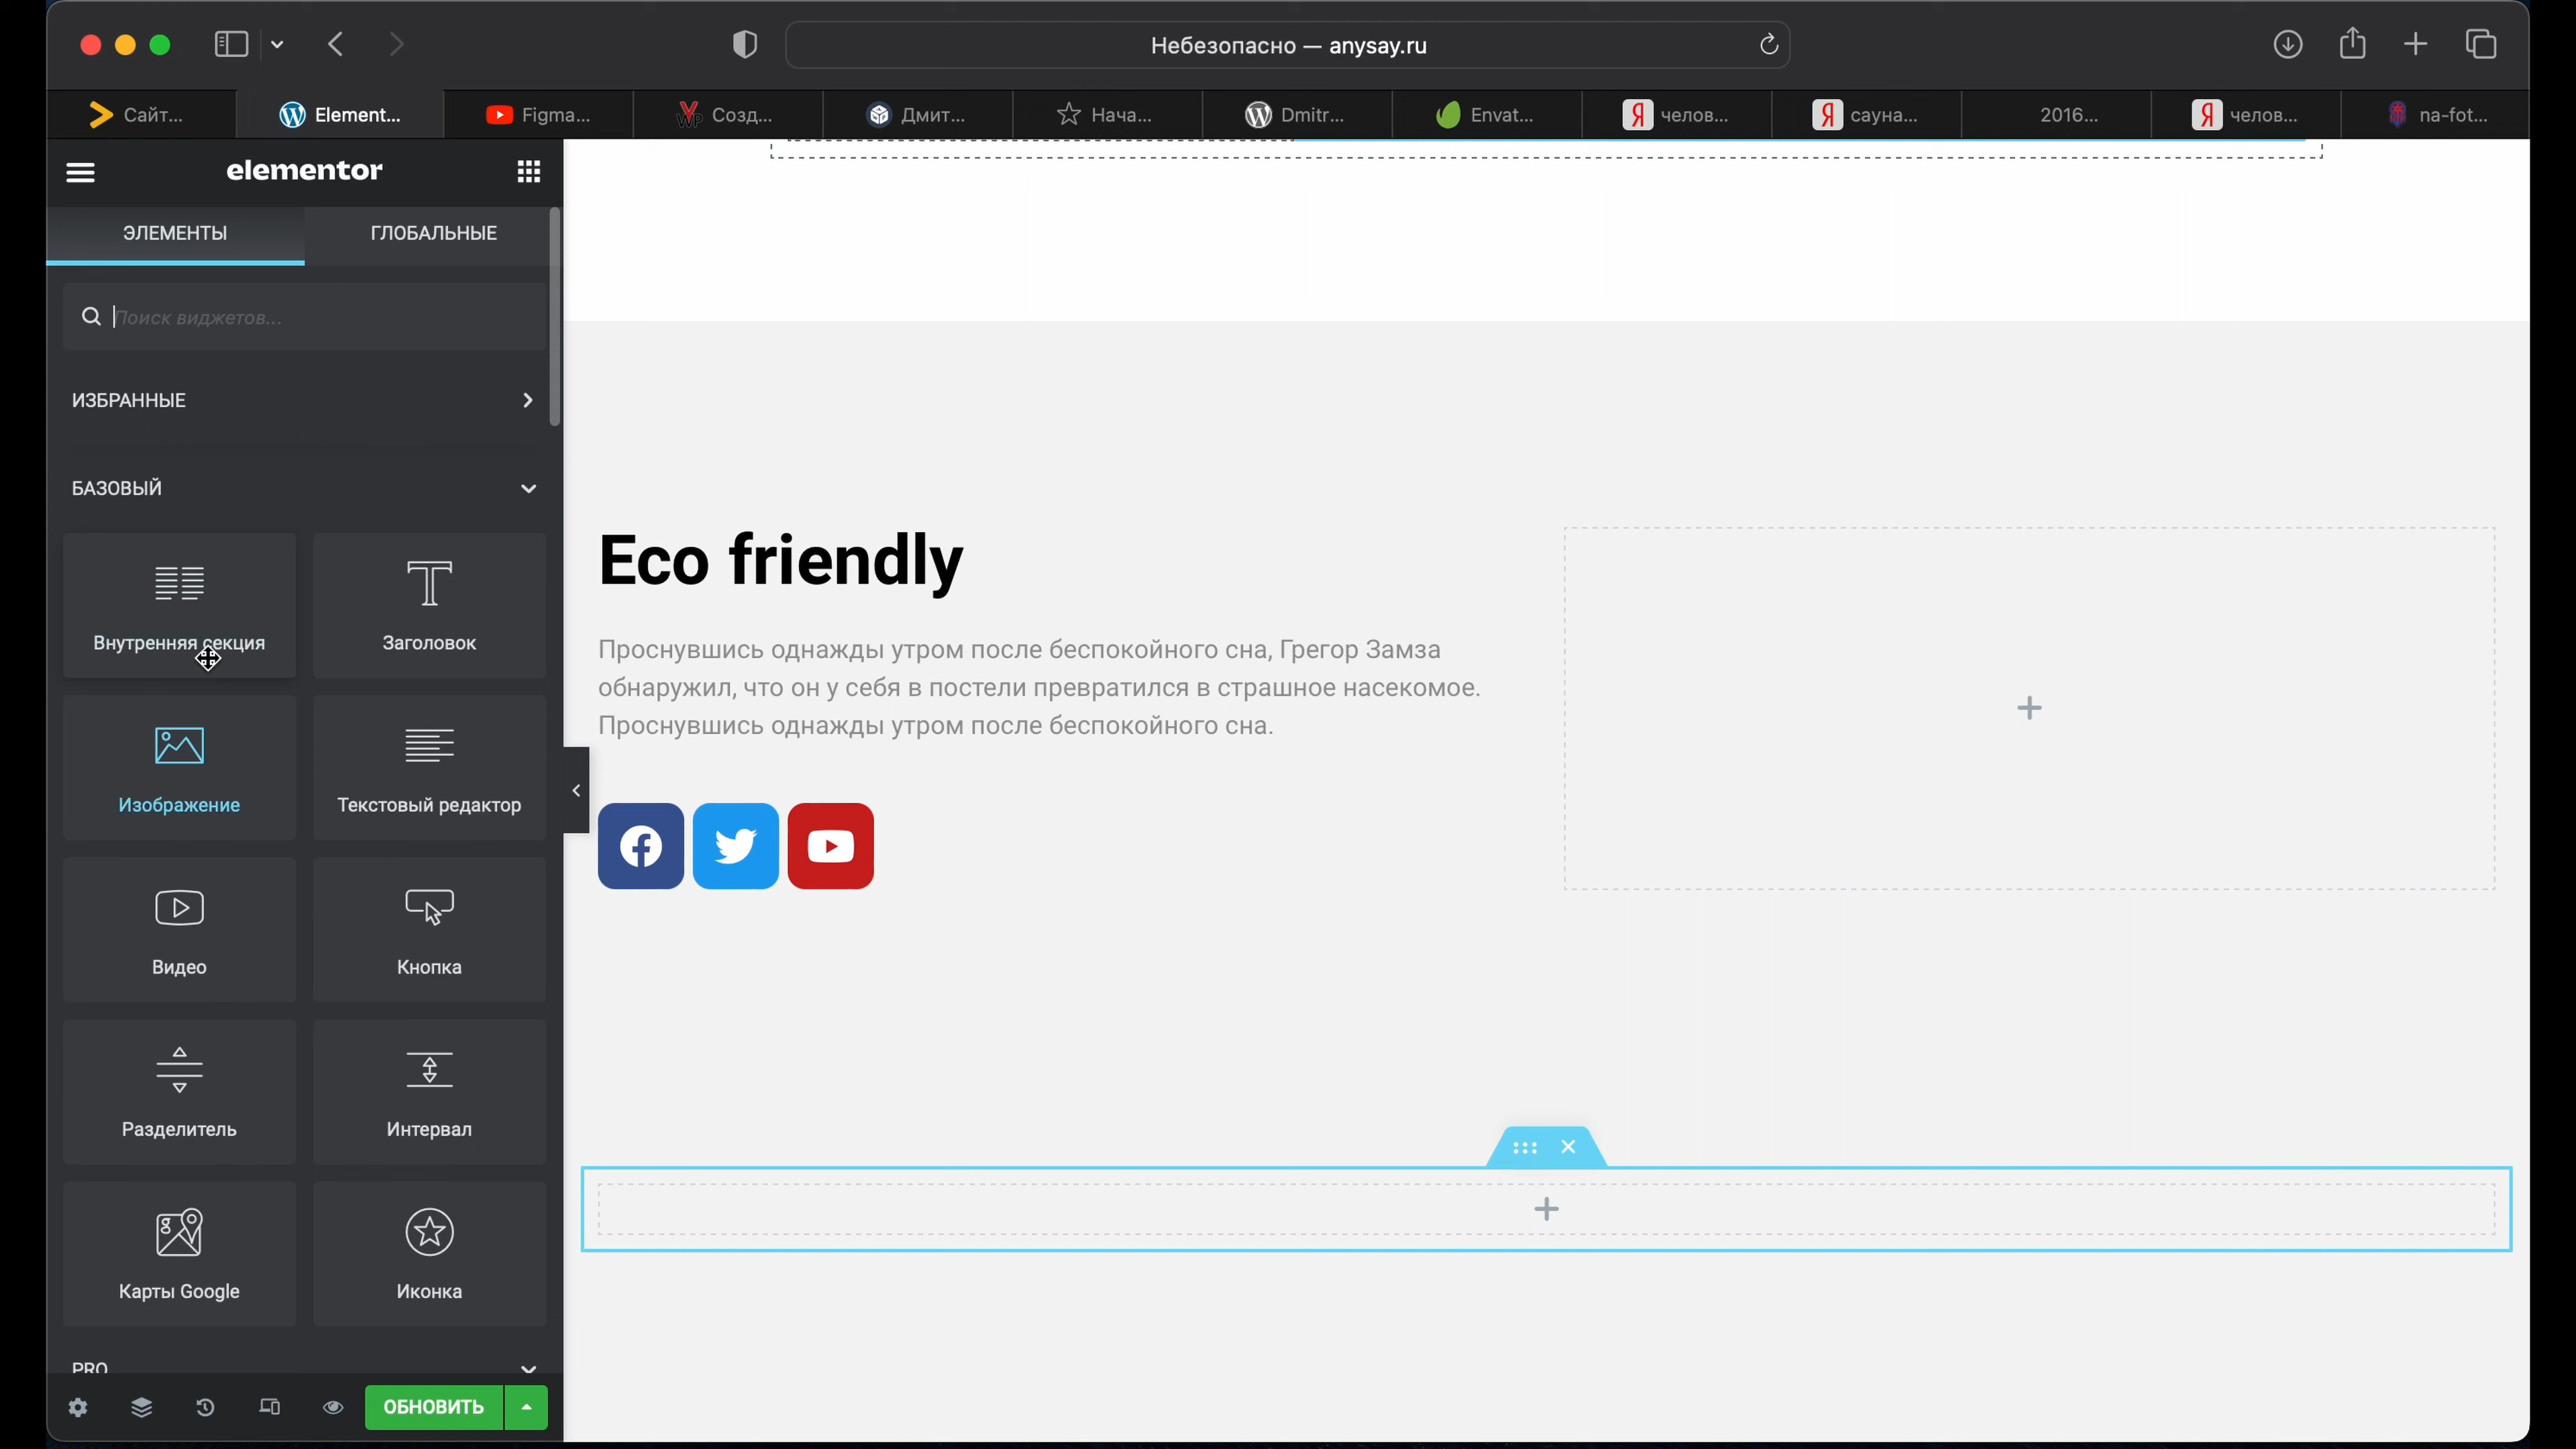 Небезопасно — anysay.ru
Сайт...
Element...
Figma...
Созд...
Дмит...
Нача...
Dmitr...
Envat...
челов...
сауна...
2016...
челов...
na-fot...
elementor
ЭЛЕМЕНТЫ
ГЛОБАЛЬНЫЕ
Поиск виджетов...
ИЗБРАННЫЕ
БАЗОВЫЙ
Внутренняя секция
Заголовок
Изображение
Текстовый редактор
Видео
Кнопка
Разделитель
Интервал
Карты Google
Иконка
PRO
ОБНОВИТЬ
Eco friendly
Проснувшись однажды утром после беспокойного сна, Грегор Замза
обнаружил, что он у себя в постели превратился в страшное насекомое.
Проснувшись однажды утром после беспокойного сна.